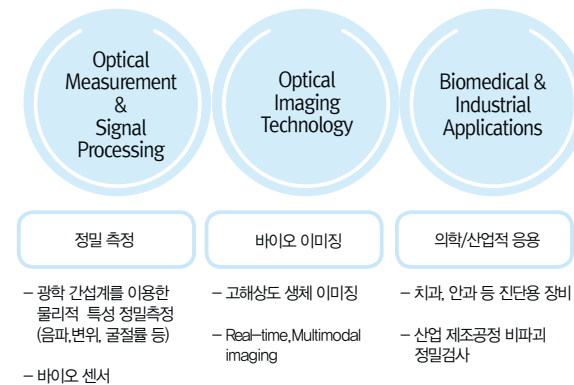 Optical
Measurement
&
Signal
Processing
Optical
Imaging
Technology
Biomedical &
Industrial
Applications
정밀 측정
바이오 이미징
의학/산업적 응용
– 광학 간섭계를 이용한
물리적 특성 정밀측정
(음파,변위, 굴절률 등)
– 바이오 센서
– 고해상도 생체 이미징
– Real–time,Multimodal
imaging
– 치과, 안과 등 진단용 장비
– 산업 제조공정 비파괴
정밀검사